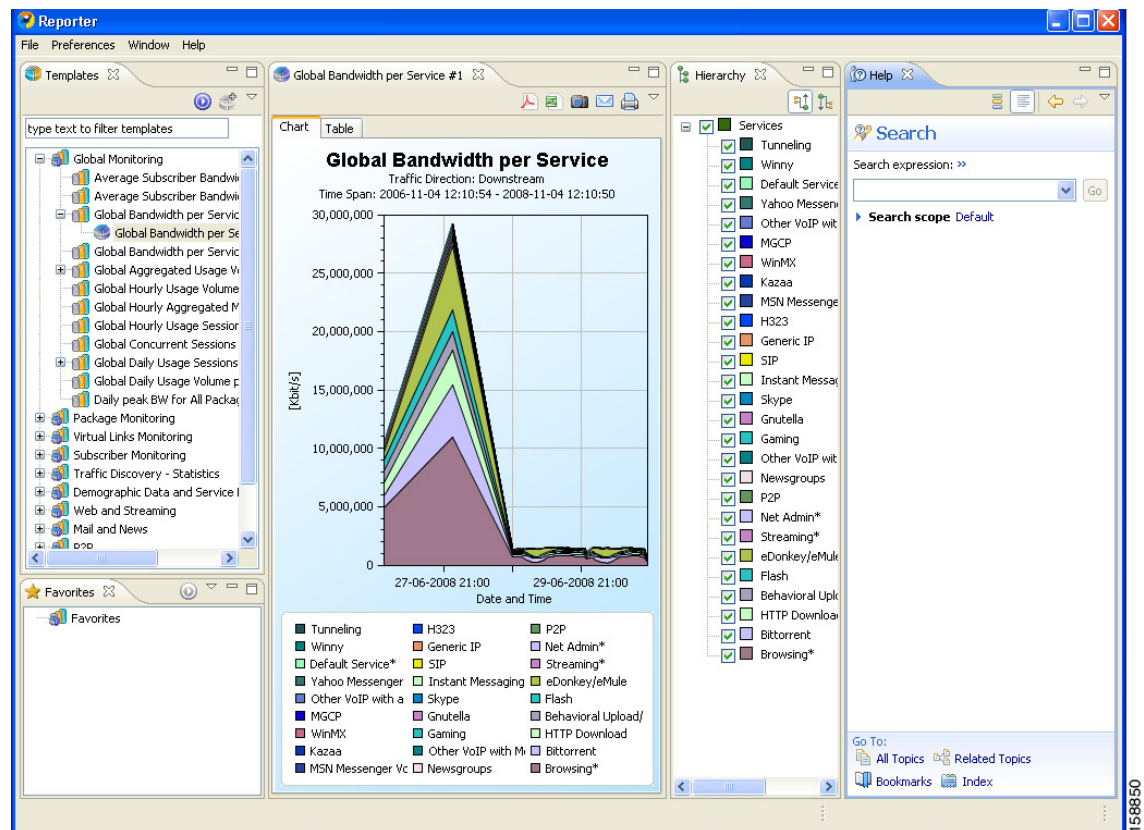 Reporter
File Preferences Window Help
Templates
type text to filter templates
Global Monitoring
Average Subscriber Bandwi
Average Subscriber Bandwi
Global Bandwidth per Servic
Global Bandwidth per Se
Global Bandwidth per Servic
Global Aggregated Usage V
Global Hourly Usage Volume
Global Hourly Aggregated M
Global Hourly Usage Session
Global Concurrent Sessions
Global Daily Usage Sessions
Global Daily Usage Volume p
Daily peak BW for All Packag
Package Monitoring
Virtual Links Monitoring
Subscriber Monitoring
Traffic Discovery - Statistics
Demographic Data and Service
Web and Streaming
Mail and News
P2P
Favorites
Favorites
Global Bandwidth per Service #1
Chart Table
Global Bandwidth per Service
Traffic Direction: Downstream
Time Span: 2006-11-04 12:10:54 - 2008-11-04 12:10:50
30,000,000
25,000,000
20,000,000
15,000,000
10,000,000
5,000,000
0
[Kbit/s]
27-06-2008 21:00 29-06-2008 21:00
Date and Time
Tunneling H323 P2P
Winny Generic IP Net Admin*
Default Service* SIP Streaming*
Yahoo Messenger Instant Messaging eDonkey/eMule
Other VoIP with a Skype Flash
MGCP Gnutella Behavioral Upload/
WinMX Gaming HTTP Download
Kazaa Other VoIP with M Bittorrent
MSN Messenger Vc Newsgroups Browsing*
Hierarchy
Services
Tunneling
Winny
Default Service
Yahoo Messen
Other VoIP wit
MGCP
WinMX
Kazaa
MSN Messenge
H323
Generic IP
SIP
Instant Messag
Skype
Gnutella
Gaming
Other VoIP wit
Newsgroups
P2P
Net Admin*
Streaming*
eDonkey/eMule
Flash
Behavioral Uplo
HTTP Downloa
Bittorrent
Browsing*
Help
Search
Search expression: »
Go
Search scope Default
Go To:
All Topics Related Topics
Bookmarks Index
158850